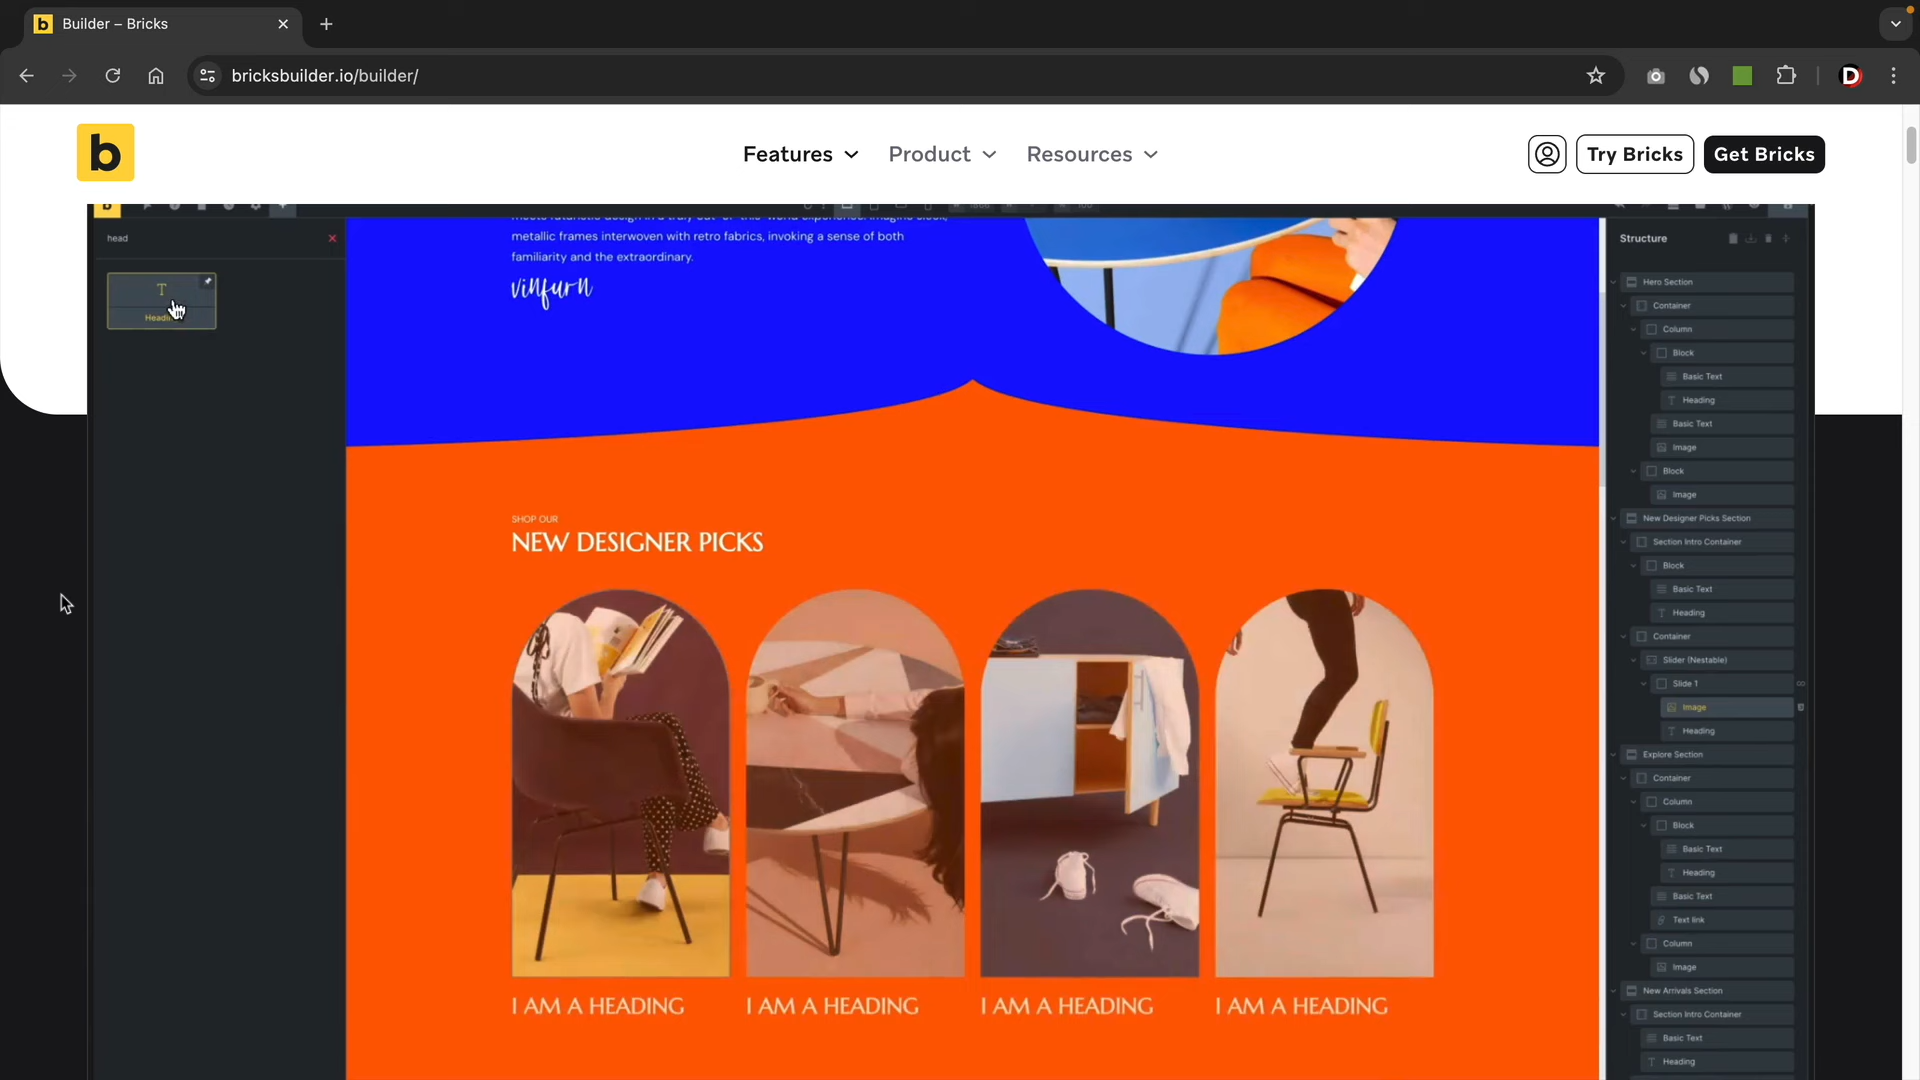 Builder – Bricks
bricksbuilder.io/builder/
b
Features
Product
Resources
Try Bricks
Get Bricks
head
metallic frames interwoven with retro fabrics, invoking a sense of both
familiarity and the extraordinary.
vinfurn
SHOP OUR
NEW DESIGNER PICKS
I AM A HEADING
I AM A HEADING
I AM A HEADING
I AM A HEADING
Structure
Hero Section
Container
Column
Block
Basic Text
Heading
Basic Text
Image
Block
Image
New Designer Picks Section
Section Intro Container
Block
Basic Text
Heading
Container
Slider (Nestable)
Slide 1
Image
Heading
Explore Section
Container
Column
Block
Basic Text
Heading
Basic Text
Text link
Column
Image
New Arrivals Section
Section Intro Container
Basic Text
Heading